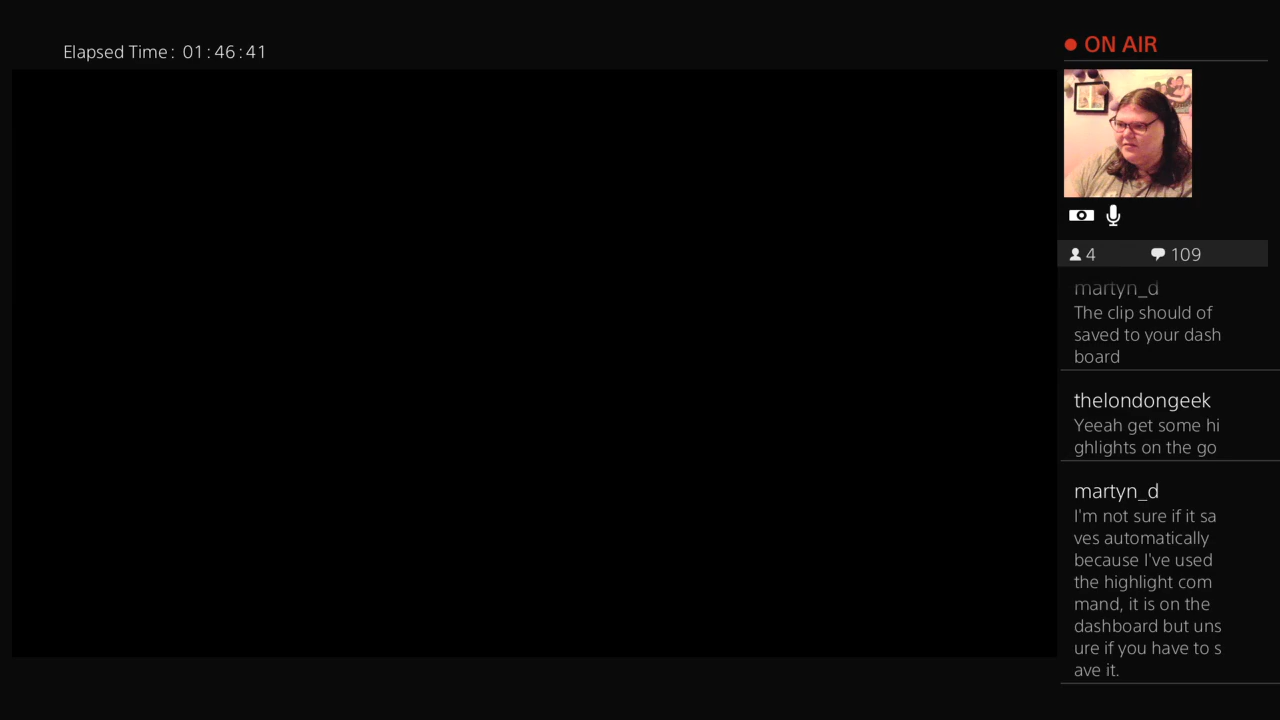 Elapsed Time: 01:46:41
ON AIR
4 109
martyn_d
The clip should of
saved to your dash
board
thelondongeek
Yeeah get some hi
ghlights on the go
martyn_d
I'm not sure if it sa
ves automatically
because I've used
the highlight com
mand, it is on the
dashboard but uns
ure if you have to s
ave it.